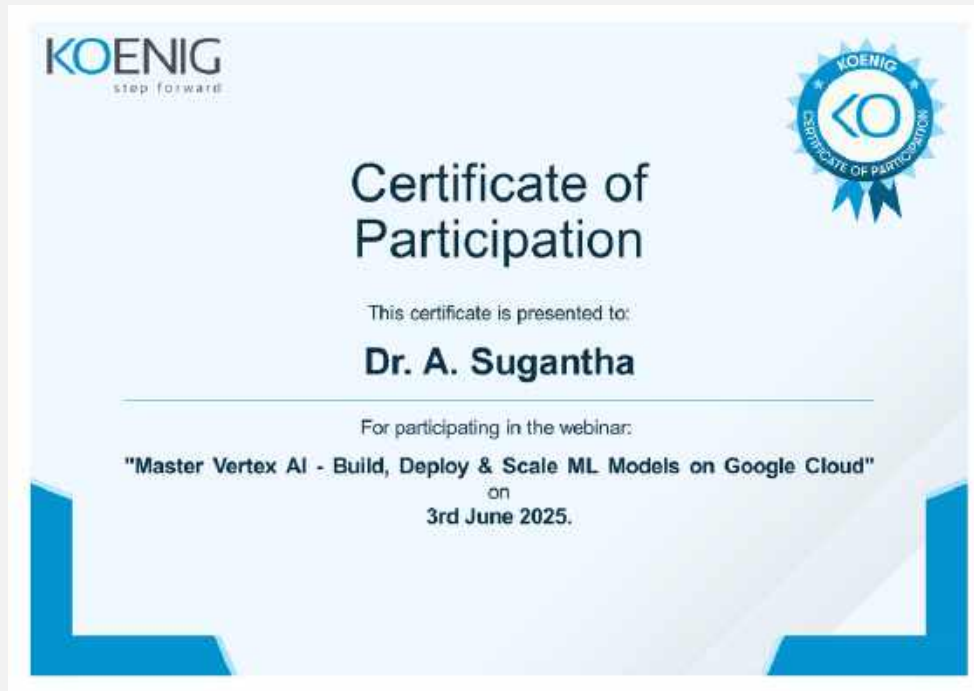 KOENIG
step forward
KOENIG
KO
CERTIFICATE OF PARTICIPATION
Certificate of
Participation
This certificate is presented to:
Dr. A. Sugantha
For participating in the webinar:
"Master Vertex AI - Build, Deploy & Scale ML Models on Google Cloud"
on
3rd June 2025.